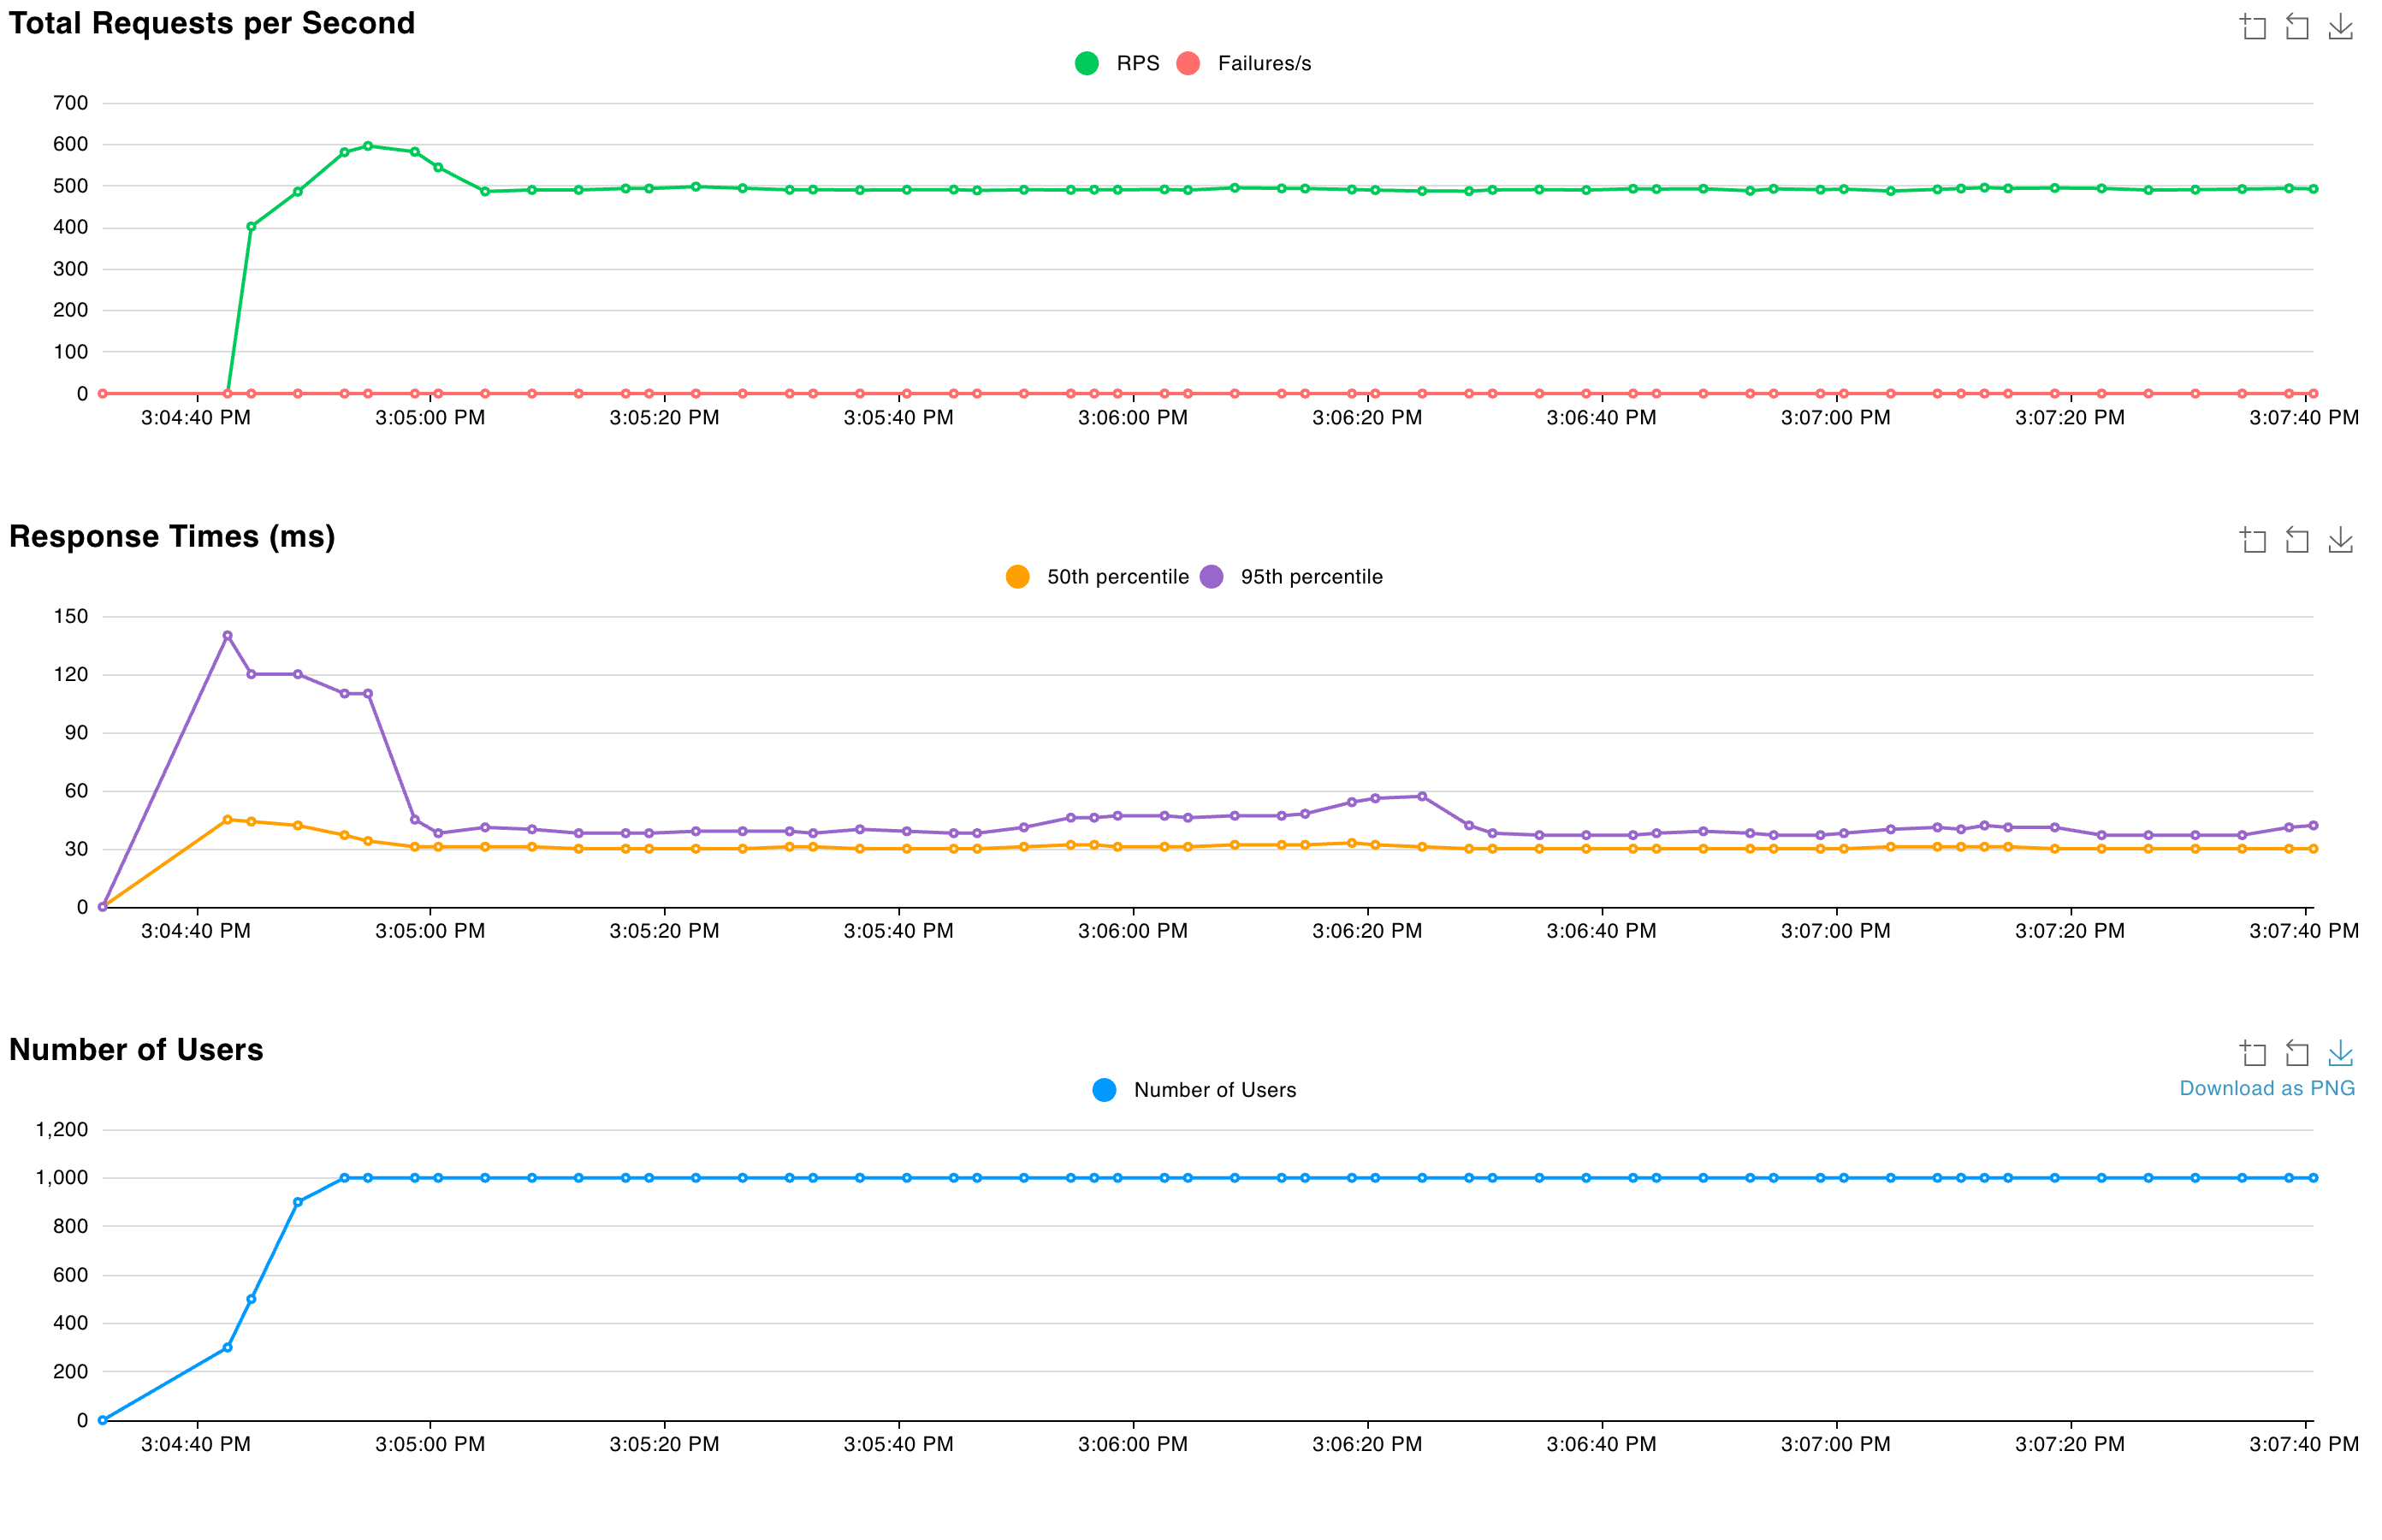 Total Requests per Second
RPS Failures/s
700
600
500
400
300
200
100
0
3:04:40 PM 3:05:00 PM 3:05:20 PM 3:05:40 PM 3:06:00 PM 3:06:20 PM 3:06:40 PM 3:07:00 PM 3:07:20 PM 3:07:40 PM
Response Times (ms)
50th percentile 95th percentile
150
120
90
60
30
0
3:04:40 PM 3:05:00 PM 3:05:20 PM 3:05:40 PM 3:06:00 PM 3:06:20 PM 3:06:40 PM 3:07:00 PM 3:07:20 PM 3:07:40 PM
Number of Users
Number of Users
Download as PNG
1,200
1,000
800
600
400
200
0
3:04:40 PM 3:05:00 PM 3:05:20 PM 3:05:40 PM 3:06:00 PM 3:06:20 PM 3:06:40 PM 3:07:00 PM 3:07:20 PM 3:07:40 PM